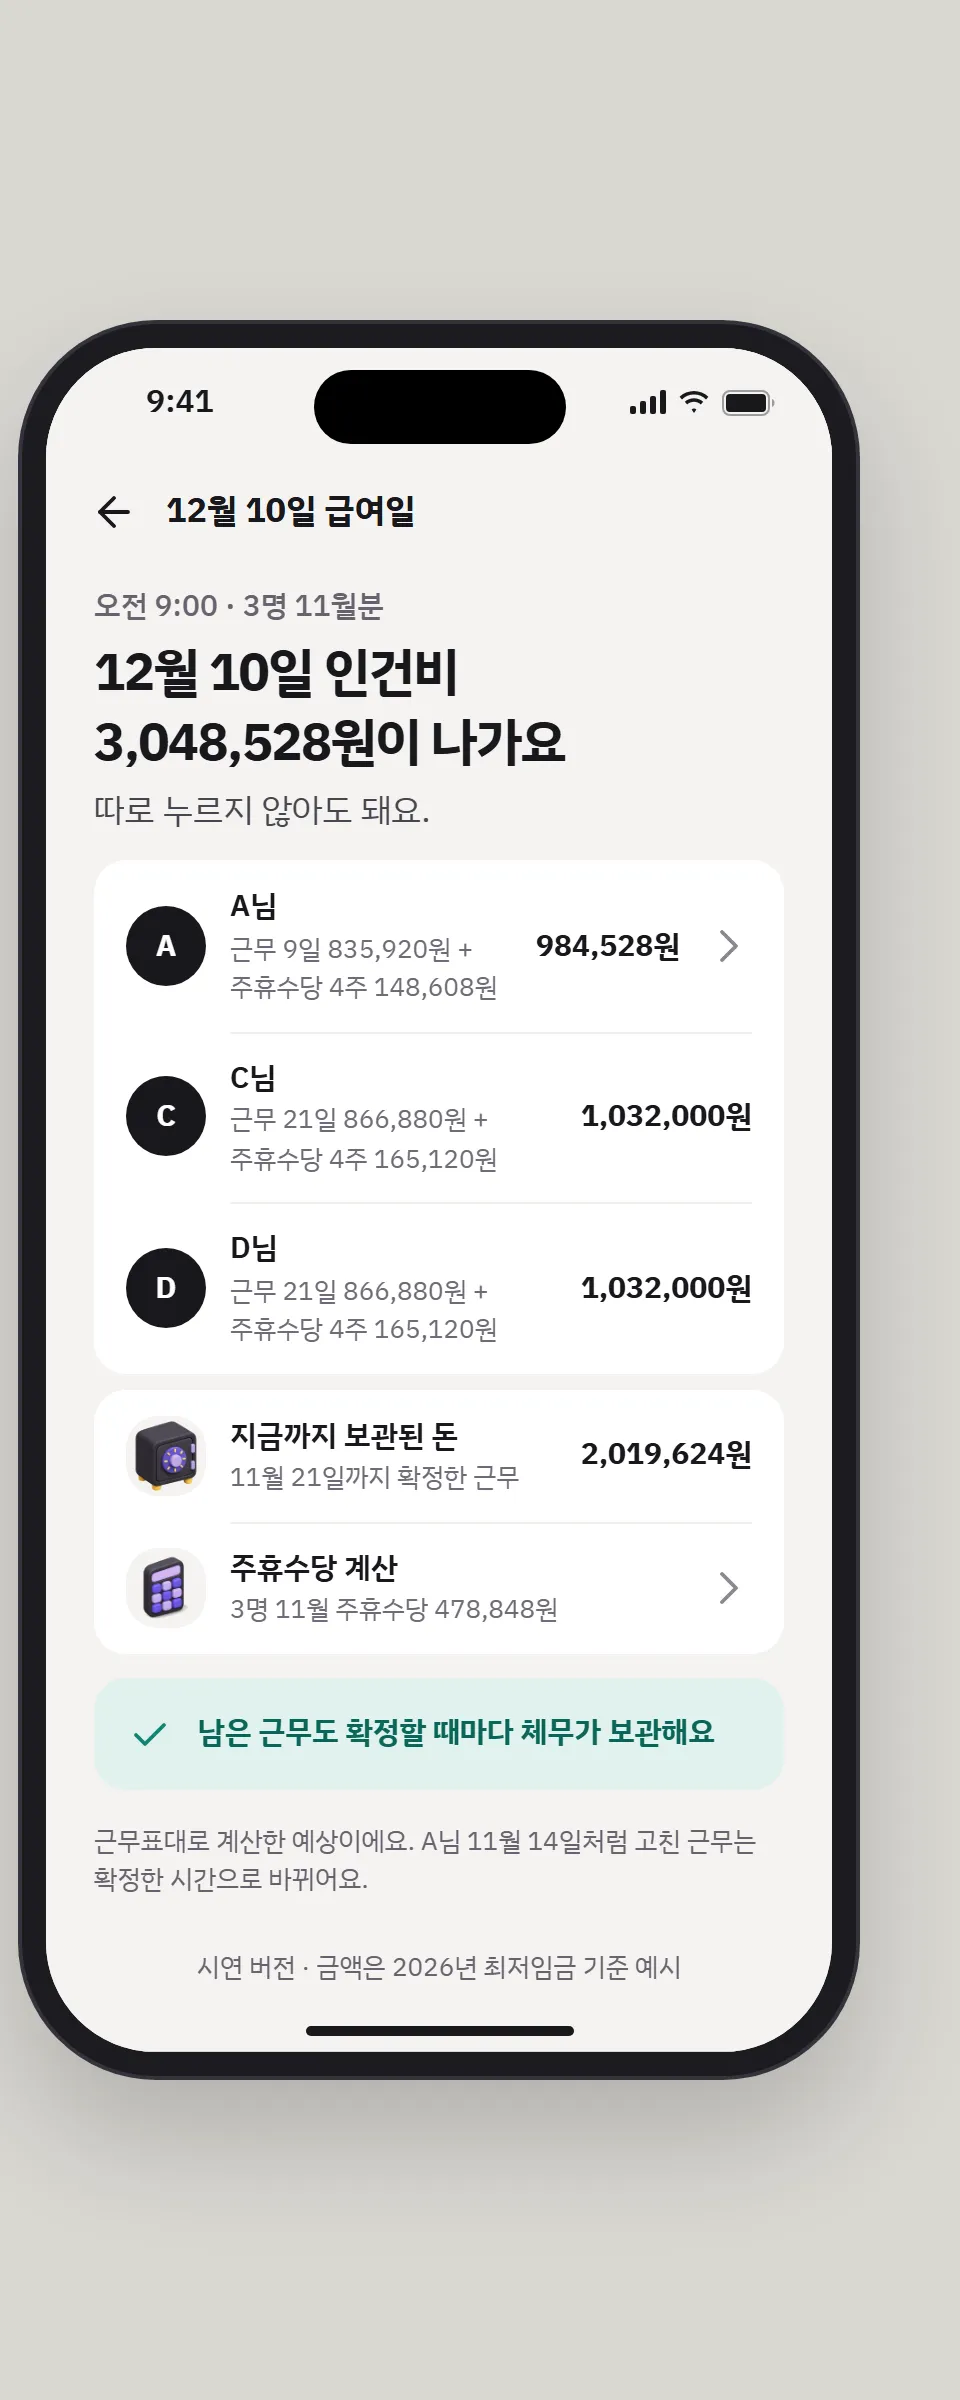 9:41
12월 10일 급여일
오전 9:00 · 3명 11월분
12월 10일 인건비
3,048,528원이 나가요
따로 누르지 않아도 돼요.
A
A님
근무 9일 835,920원 +
주휴수당 4주 148,608원
984,528원
C
C님
근무 21일 866,880원 +
주휴수당 4주 165,120원
1,032,000원
D
D님
근무 21일 866,880원 +
주휴수당 4주 165,120원
1,032,000원
지금까지 보관된 돈
11월 21일까지 확정한 근무
2,019,624원
주휴수당 계산
3명 11월 주휴수당 478,848원
남은 근무도 확정할 때마다 체무가 보관해요
근무표대로 계산한 예상이에요. A님 11월 14일처럼 고친 근무는
확정한 시간으로 바뀌어요.
시연 버전 · 금액은 2026년 최저임금 기준 예시